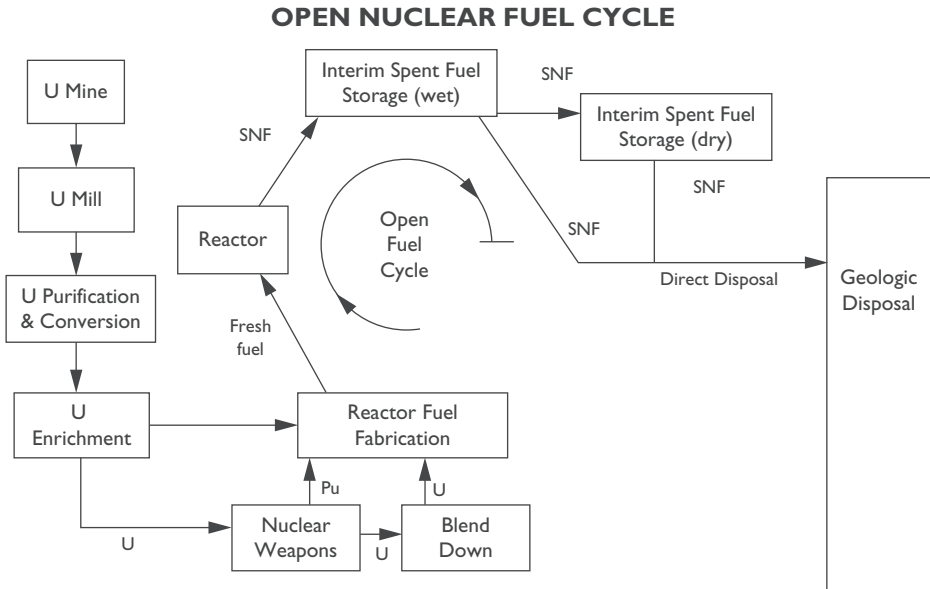 OPEN NUCLEAR FUEL CYCLE
U Mine
U Mill
U Purification
& Conversion
U
Enrichment
U
Nuclear
Weapons
Pu
U
Blend
Down
U
Reactor Fuel
Fabrication
Fresh
fuel
Reactor
SNF
Interim Spent Fuel
Storage (wet)
SNF
Interim Spent Fuel
Storage (dry)
SNF
SNF
Open
Fuel
Cycle
Direct Disposal
Geologic
Disposal